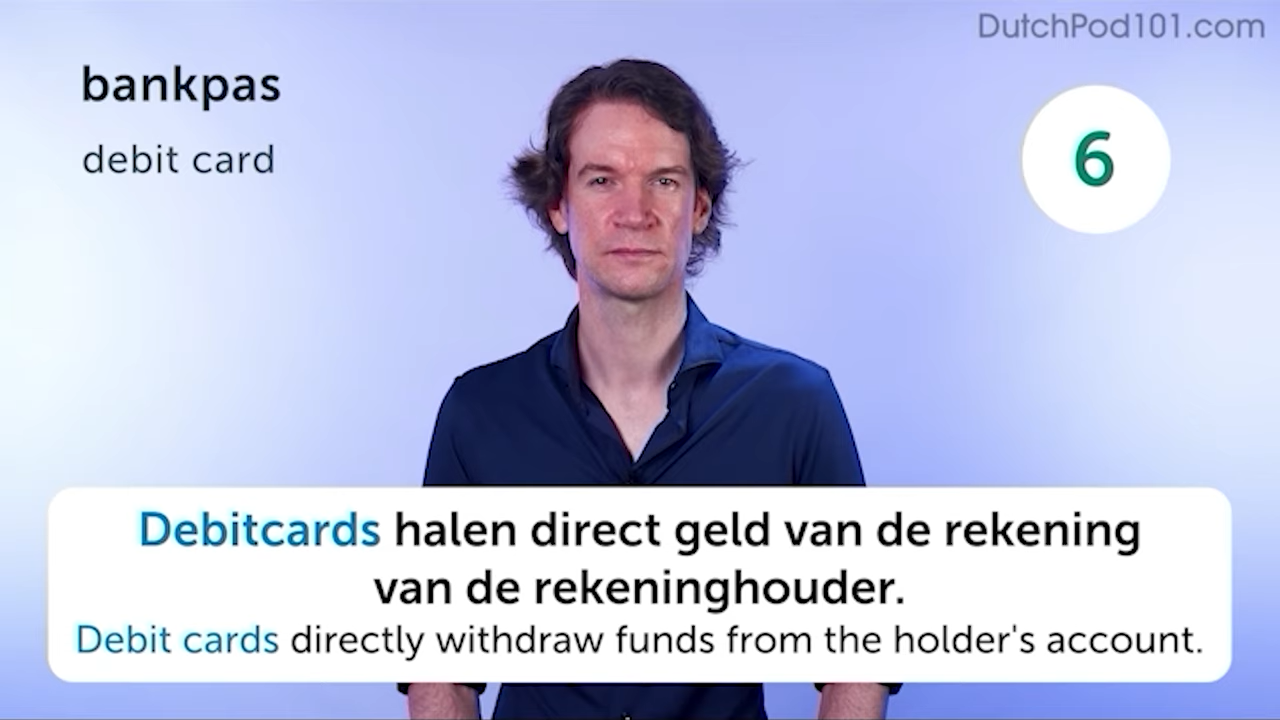 DutchPod101.com
bankpas
debit card
6
Debitcards halen direct geld van de rekening
van de rekeninghouder.
Debit cards directly withdraw funds from the holder's account.